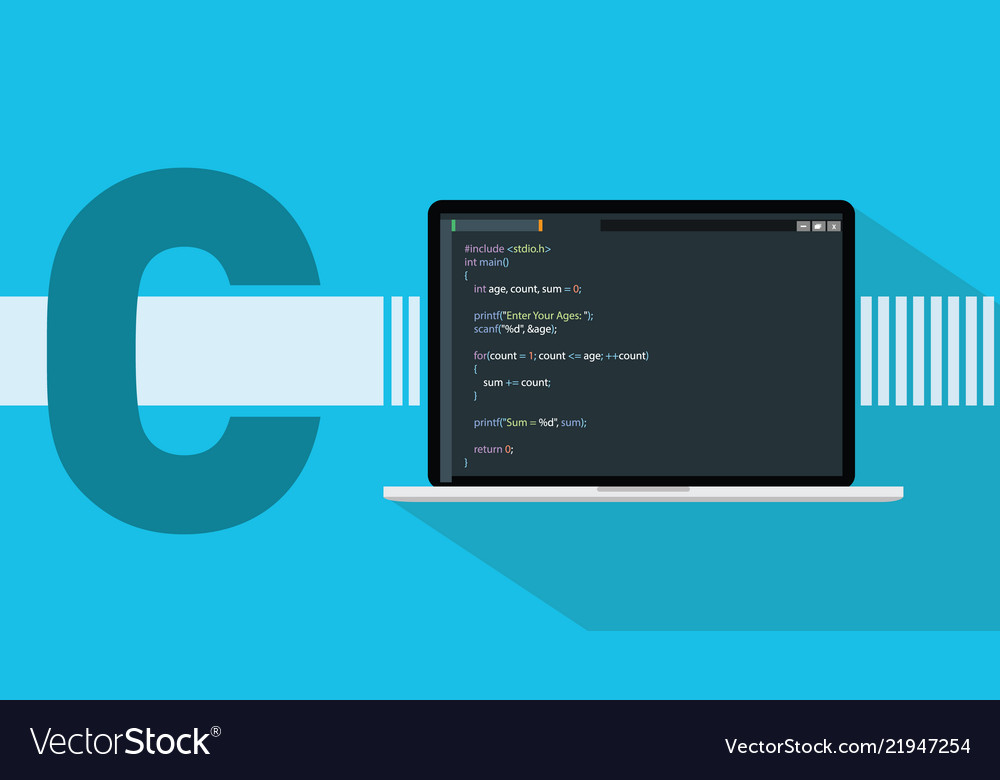 C
#include <stdio.h>
int main()
{
int age, count, sum = 0;
printf("Enter Your Ages: ");
scanf("%d", &age);
for(count = 1; count <= age; ++count)
{
sum += count;
}
printf("Sum = %d", sum);
return 0;
}
VectorStock®
VectorStock.com/21947254